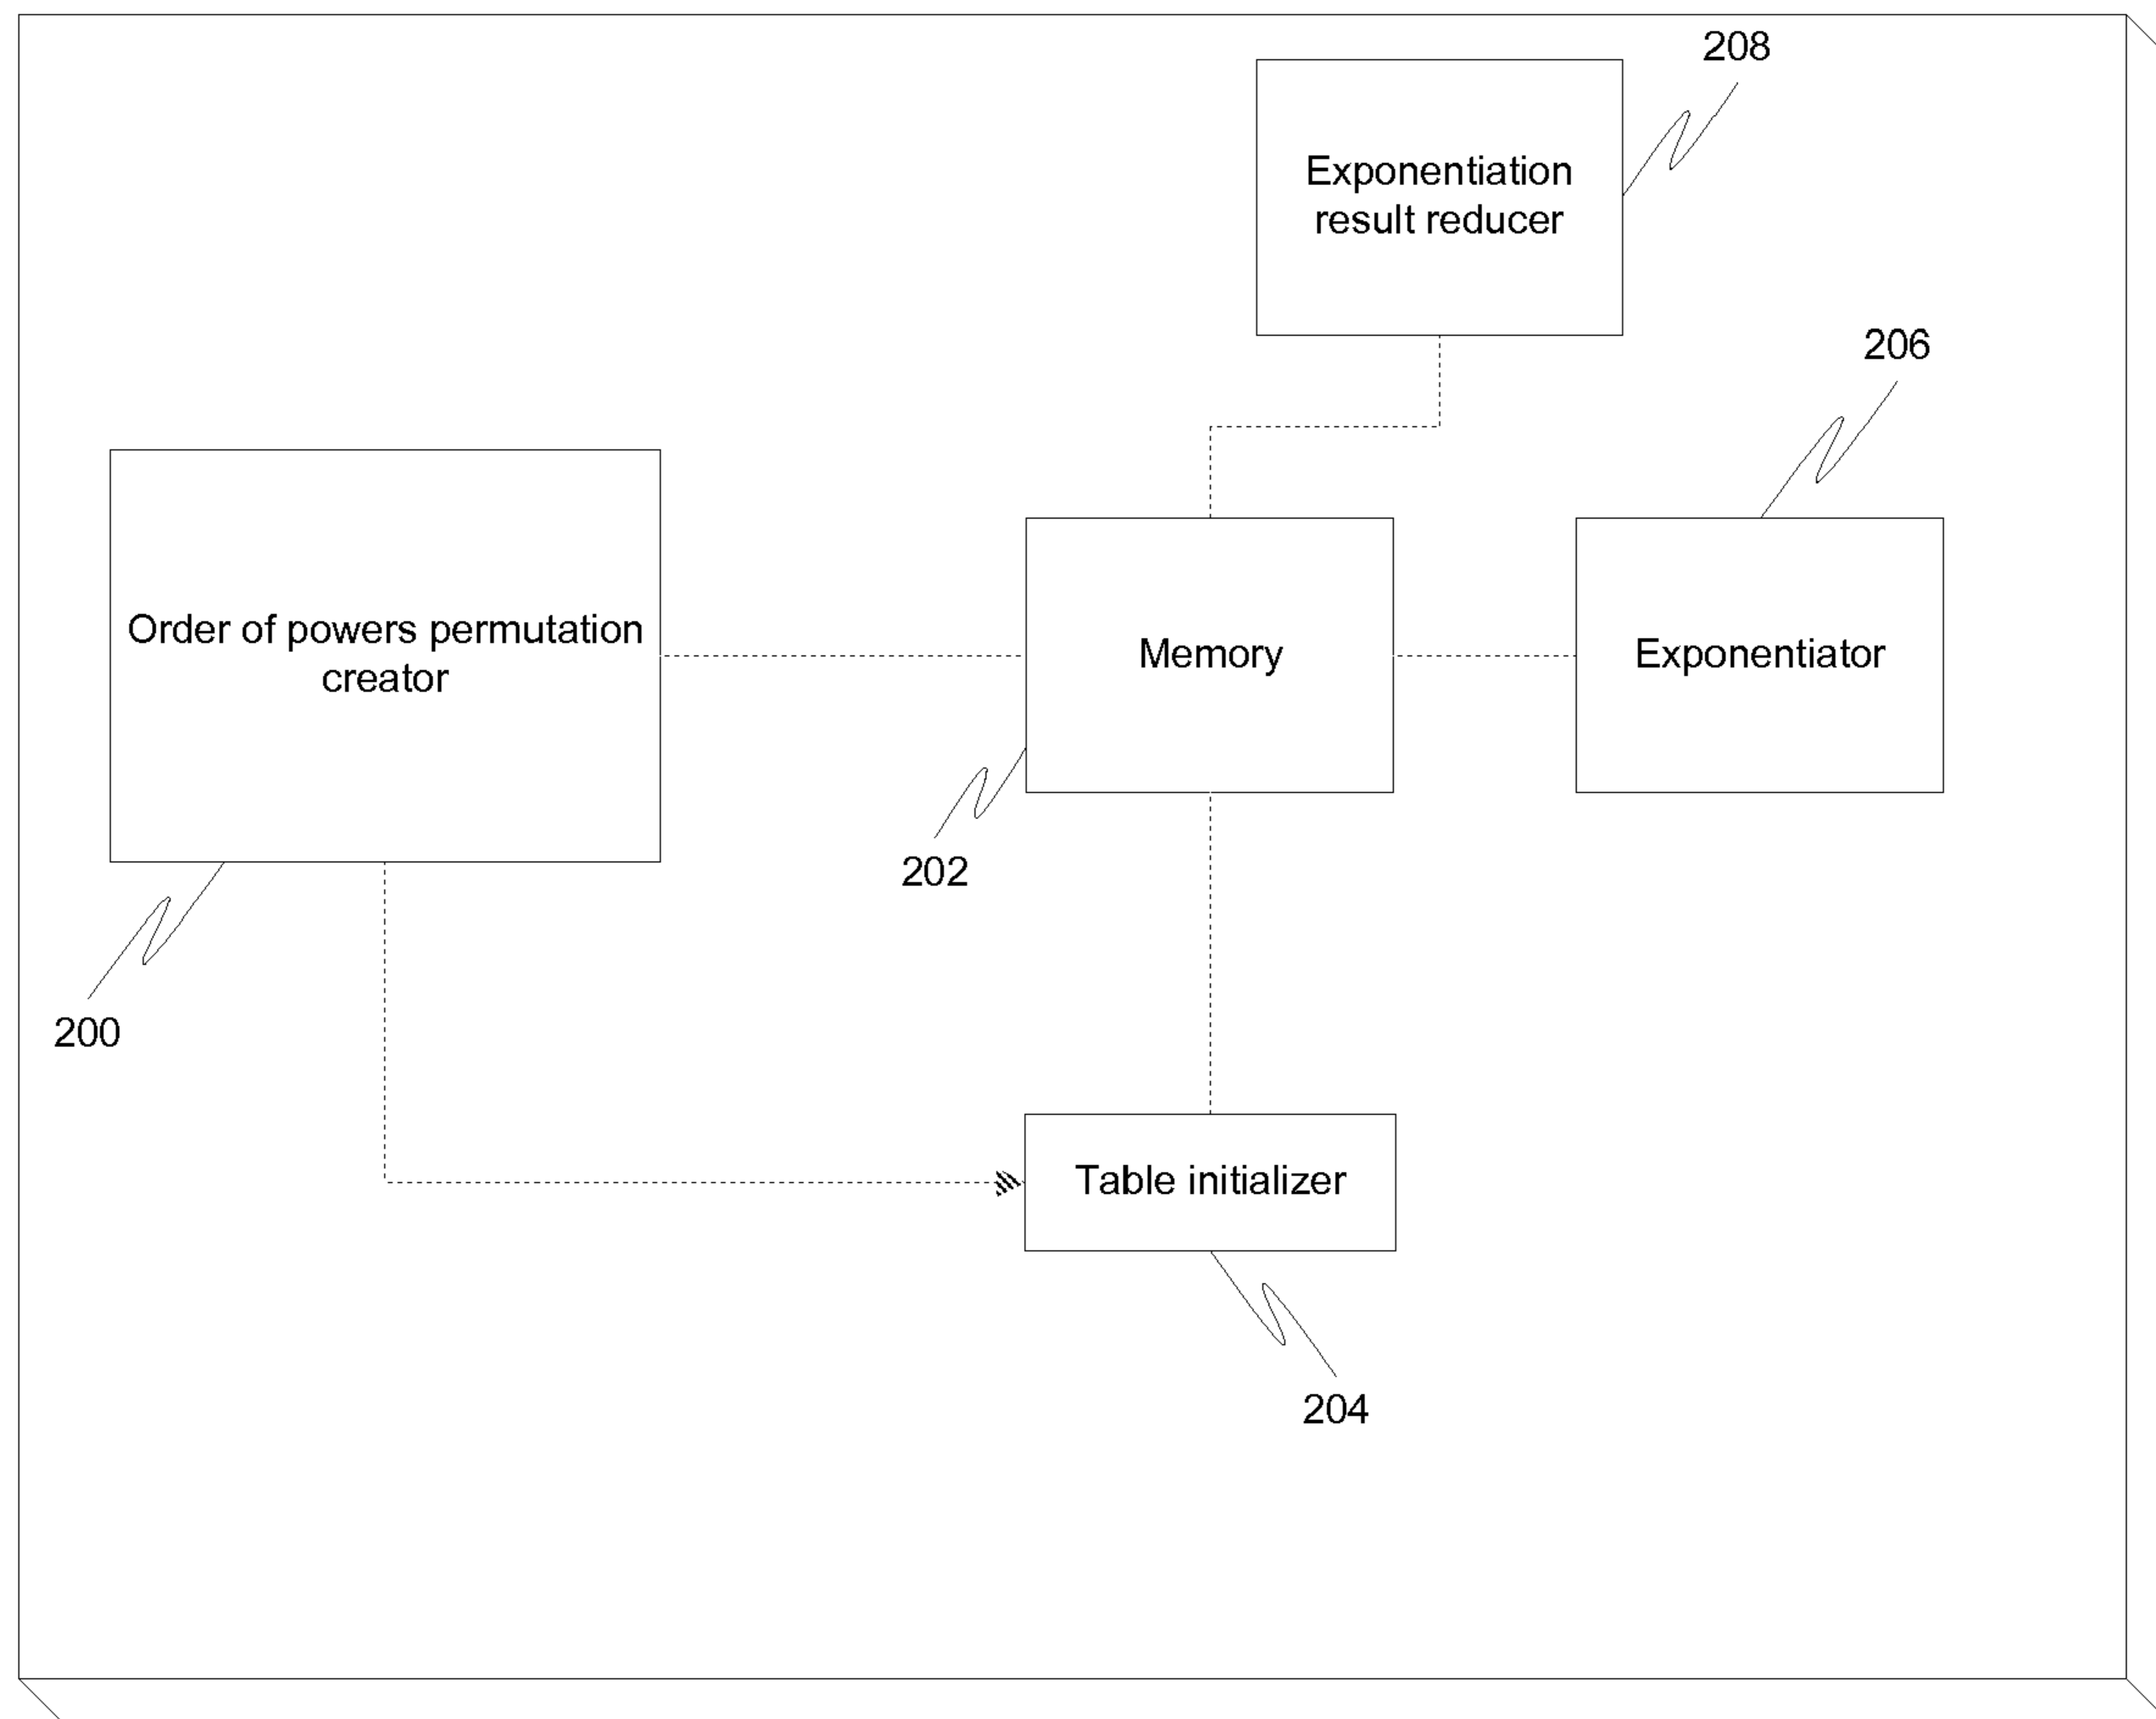 208
Exponentiation
result reducer
206
Order of powers permutation
creator
Memory
Exponentiator
202
200
Table initializer
204